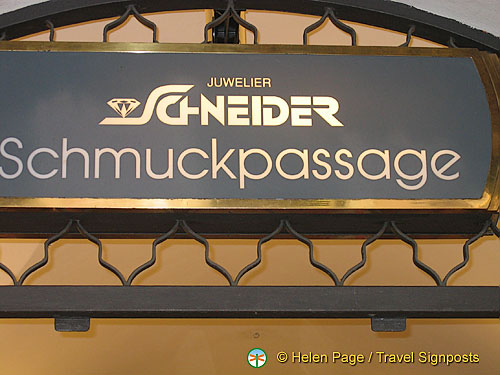 JUWELIER
SCHNEIDER
Schmuckpassage
© Helen Page / Travel Signposts